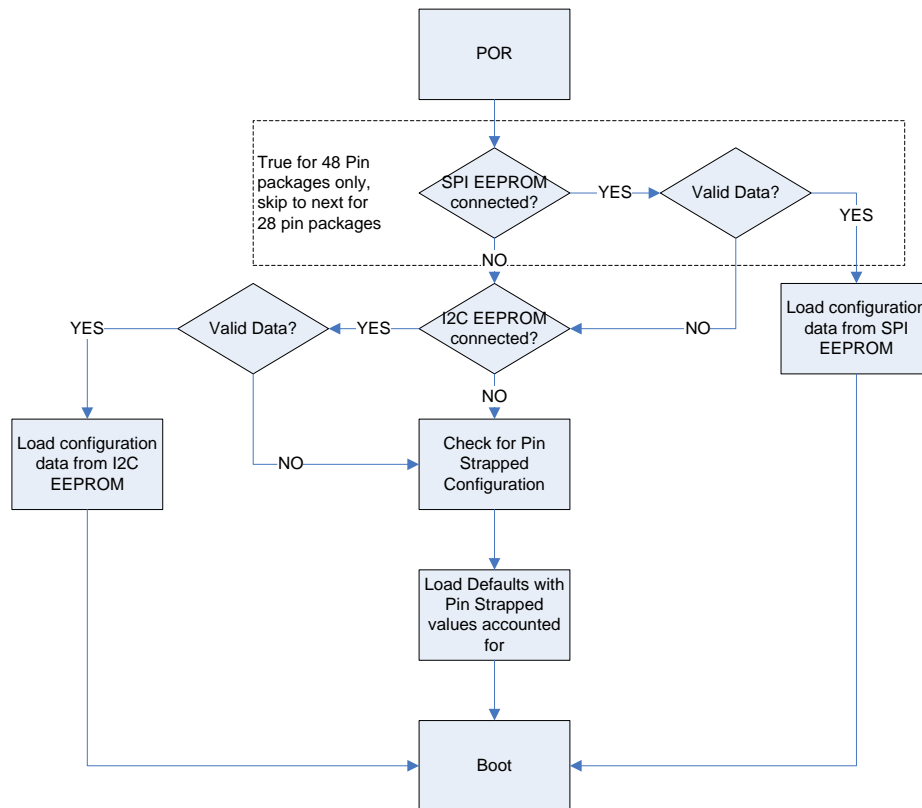 POR
True for 48 Pin
packages only,
skip to next for
28 pin packages
SPI EEPROM
connected?
YES
Valid Data?
YES
NO
Load configuration
data from SPI
EEPROM
NO
I2C EEPROM
connected?
YES
Valid Data?
YES
NO
Load configuration
data from I2C
EEPROM
NO
Check for Pin
Strapped
Configuration
Load Defaults with
Pin Strapped
values accounted
for
Boot